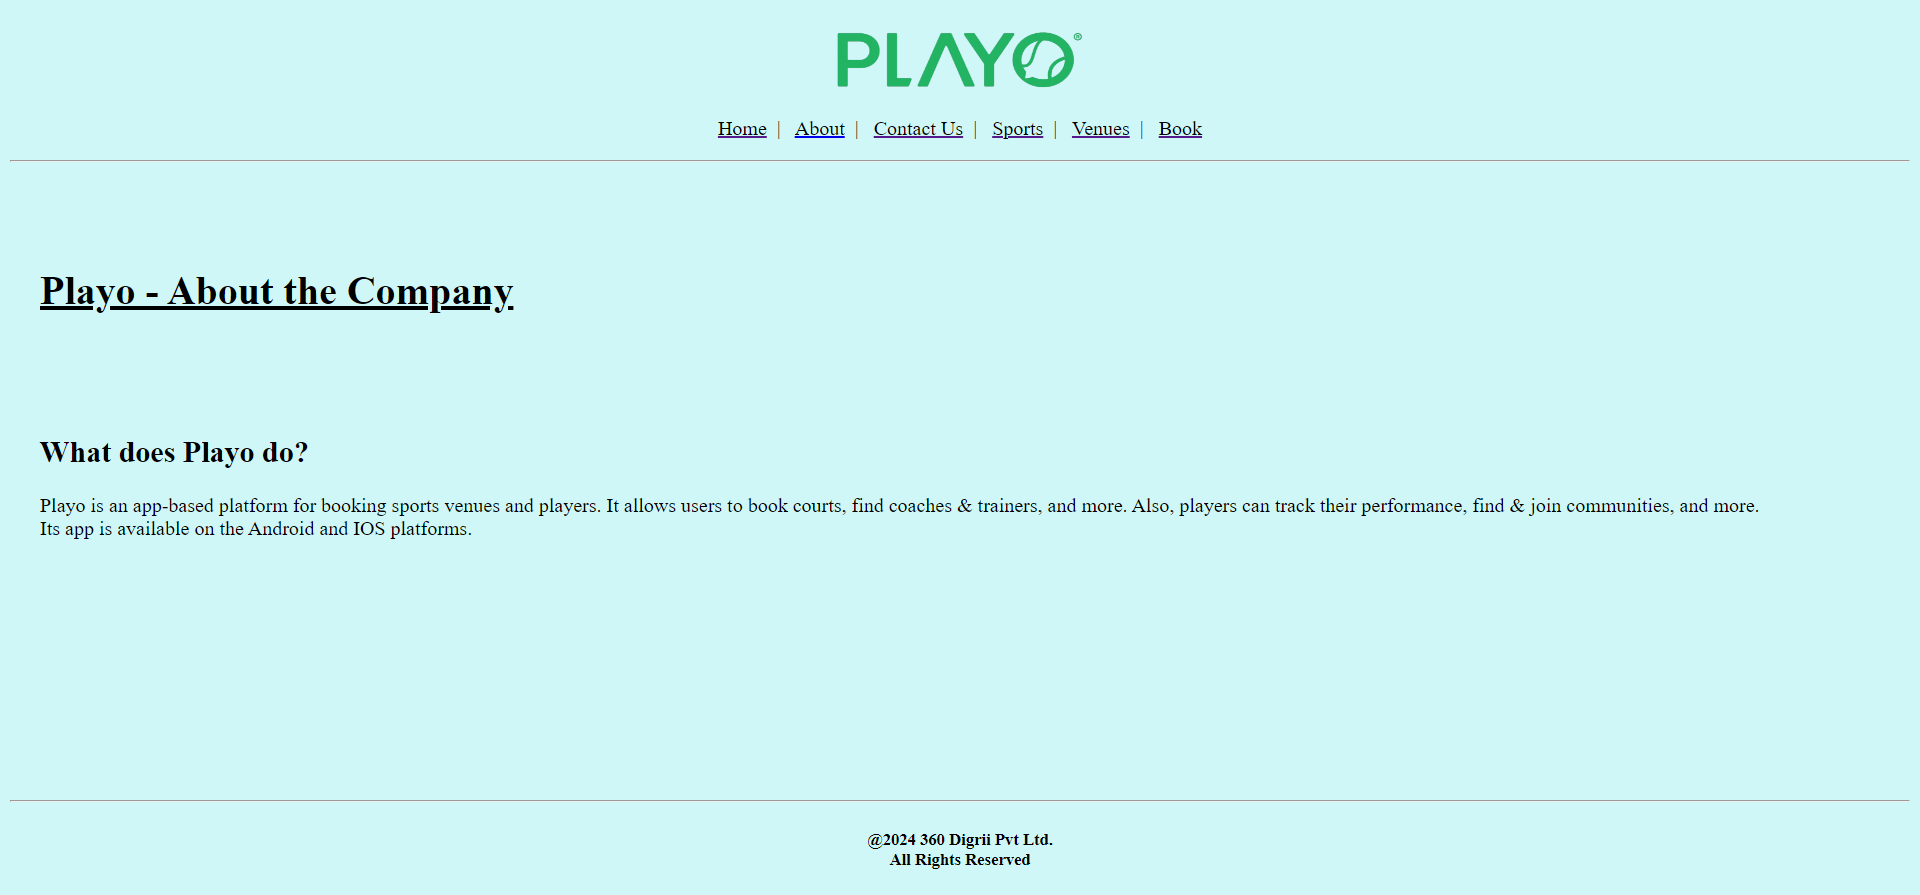 PLAYO®
Home | About | Contact Us | Sports | Venues | Book
Playo - About the Company
What does Playo do?
Playo is an app-based platform for booking sports venues and players. It allows users to book courts, find coaches & trainers, and more. Also, players can track their performance, find & join communities, and more.
Its app is available on the Android and IOS platforms.
@2024 360 Digrii Pvt Ltd.
All Rights Reserved